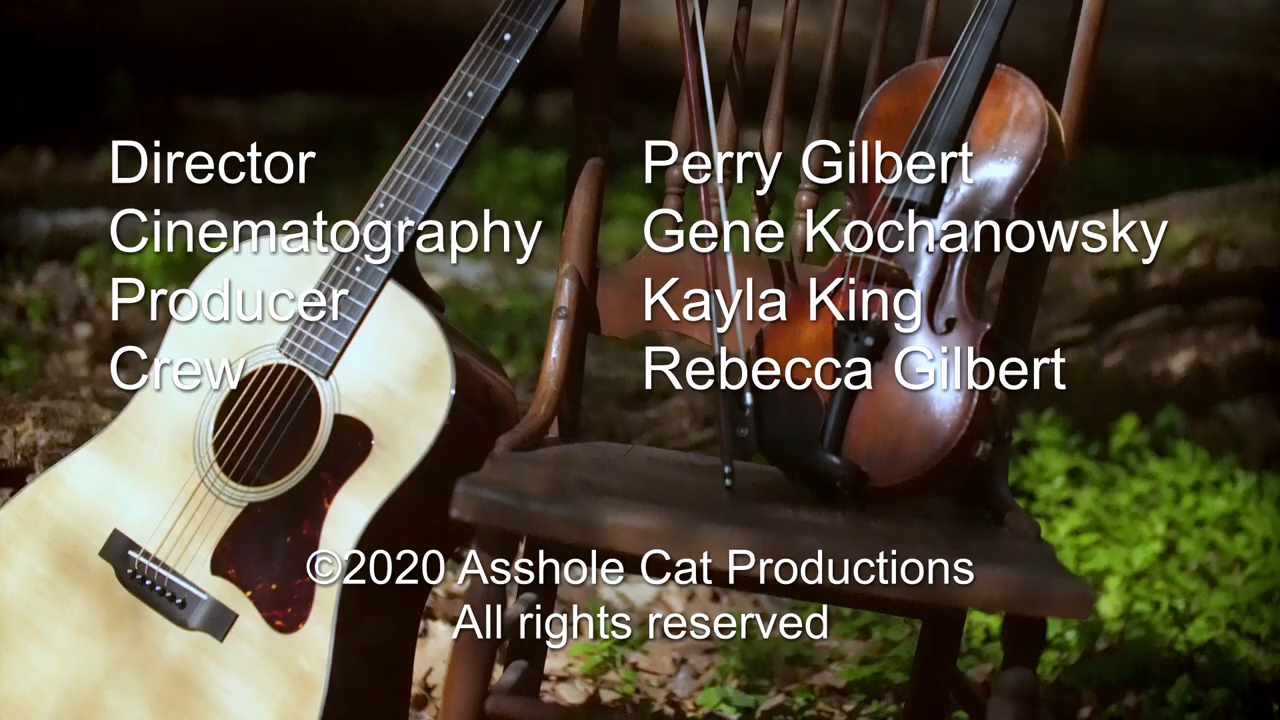 Director Perry Gilbert
Cinematography Gene Kochanowsky
Producer Kayla King
Crew Rebecca Gilbert
©2020 Asshole Cat Productions
All rights reserved